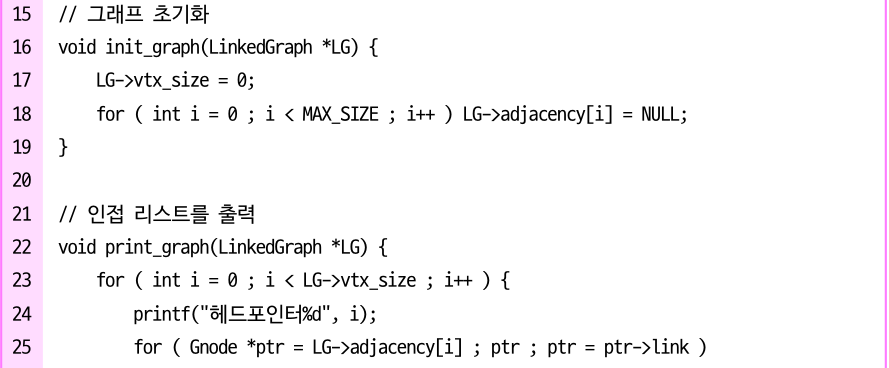 15 // 그래프 초기화
16 void init_graph(LinkedGraph *LG) {
17     LG->vtx_size = 0;
18     for ( int i = 0 ; i < MAX_SIZE ; i++ ) LG->adjacency[i] = NULL;
19 }
20
21 // 인접 리스트를 출력
22 void print_graph(LinkedGraph *LG) {
23     for ( int i = 0 ; i < LG->vtx_size ; i++ ) {
24         printf("헤드포인터%d", i);
25         for ( Gnode *ptr = LG->adjacency[i] ; ptr ; ptr = ptr->link )